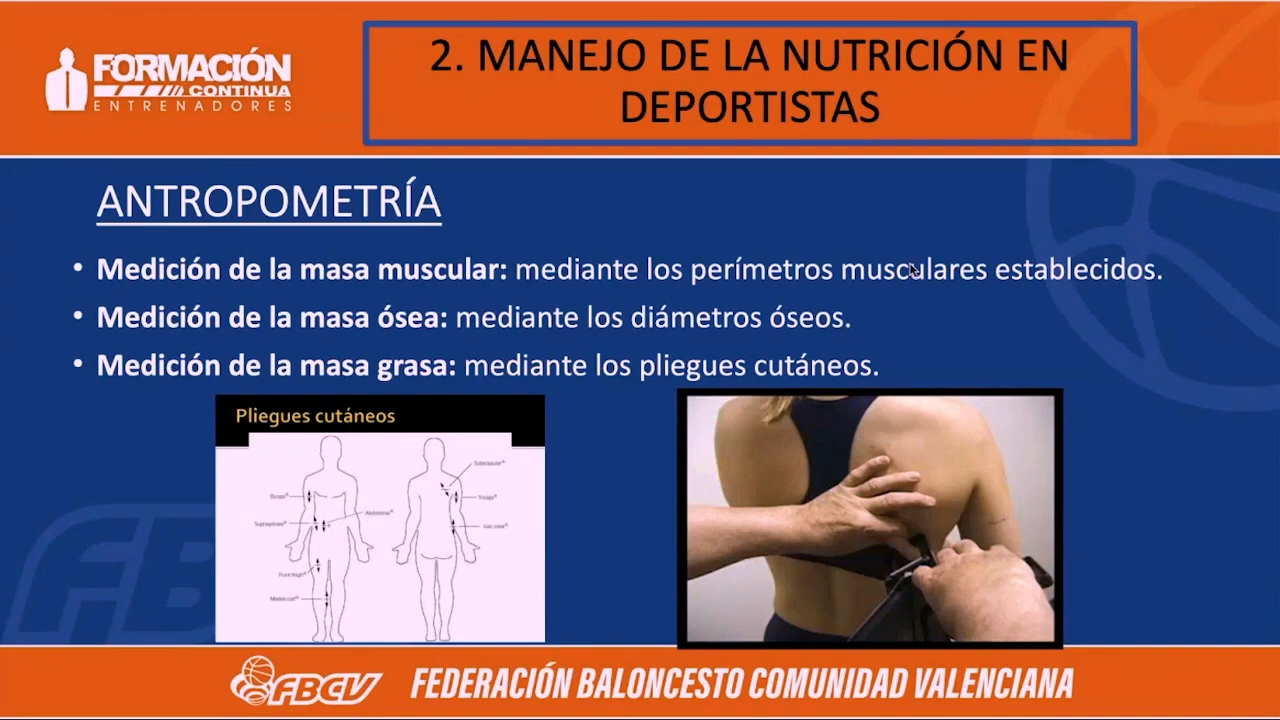 FORMACIÓN
CONTINUA
ENTRENADORES
2. MANEJO DE LA NUTRICIÓN EN
DEPORTISTAS
ANTROPOMETRÍA
• Medición de la masa muscular: mediante los perímetros musculares establecidos.
• Medición de la masa ósea: mediante los diámetros óseos.
• Medición de la masa grasa: mediante los pliegues cutáneos.
Pliegues cutáneos
FBCV
FEDERACIÓN BALONCESTO COMUNIDAD VALENCIANA